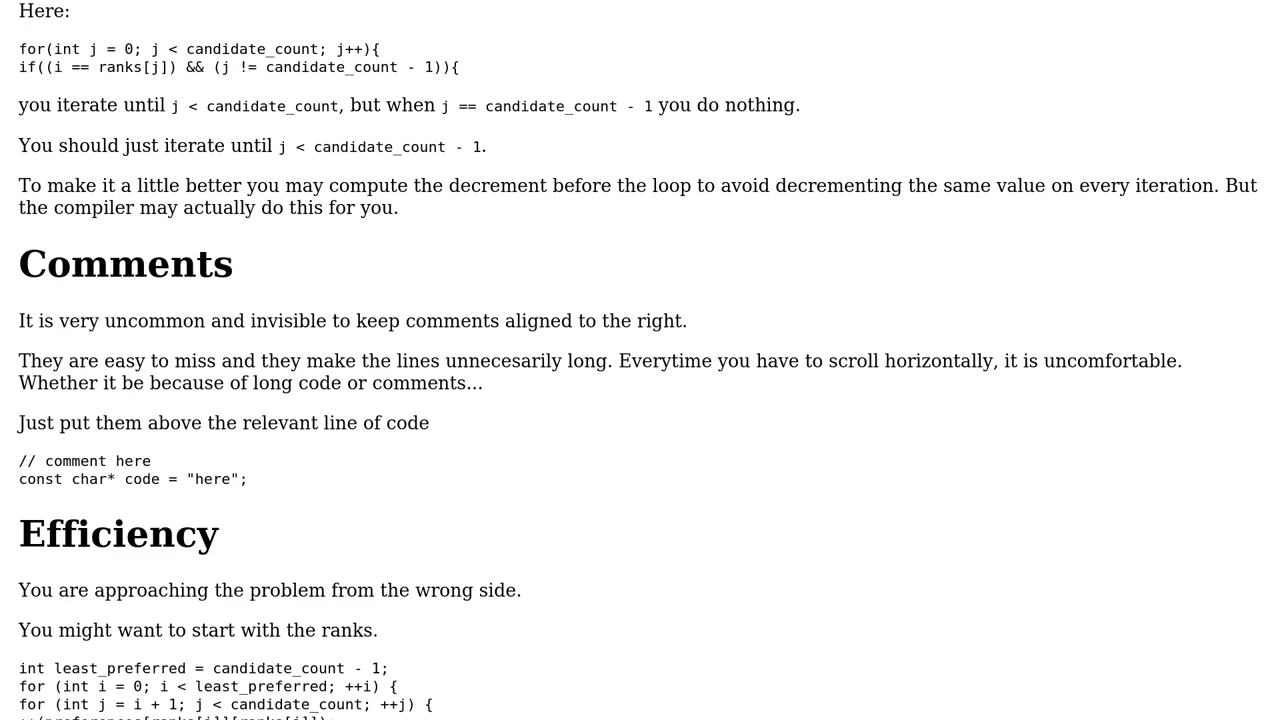 Here:
for(int j = 0; j < candidate_count; j++){
if((i == ranks[j]) && (j != candidate_count - 1)){
you iterate until j < candidate_count, but when j == candidate_count - 1 you do nothing.
You should just iterate until j < candidate_count - 1.
To make it a little better you may compute the decrement before the loop to avoid decrementing the same value on every iteration. But
the compiler may actually do this for you.
Comments
It is very uncommon and invisible to keep comments aligned to the right.
They are easy to miss and they make the lines unnecesarily long. Everytime you have to scroll horizontally, it is uncomfortable.
Whether it be because of long code or comments...
Just put them above the relevant line of code
// comment here
const char* code = "here";
Efficiency
You are approaching the problem from the wrong side.
You might want to start with the ranks.
int least_preferred = candidate_count - 1;
for (int i = 0; i < least_preferred; ++i) {
for (int j = i + 1; j < candidate_count; ++j) {